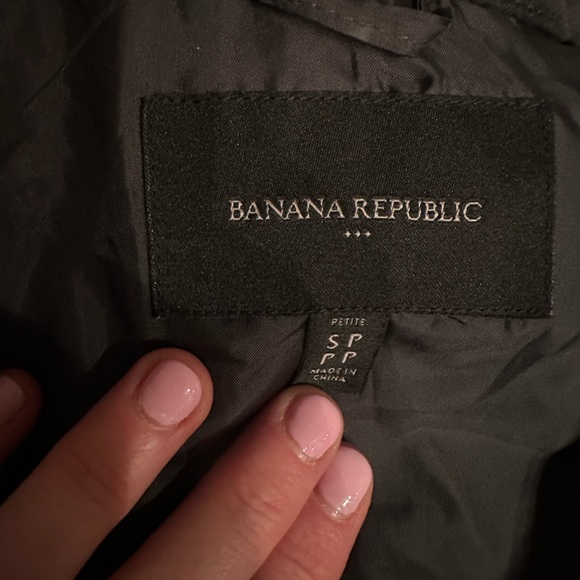 BANANA REPUBLIC
PETITE
SP
PP
MADE IN
CHINA